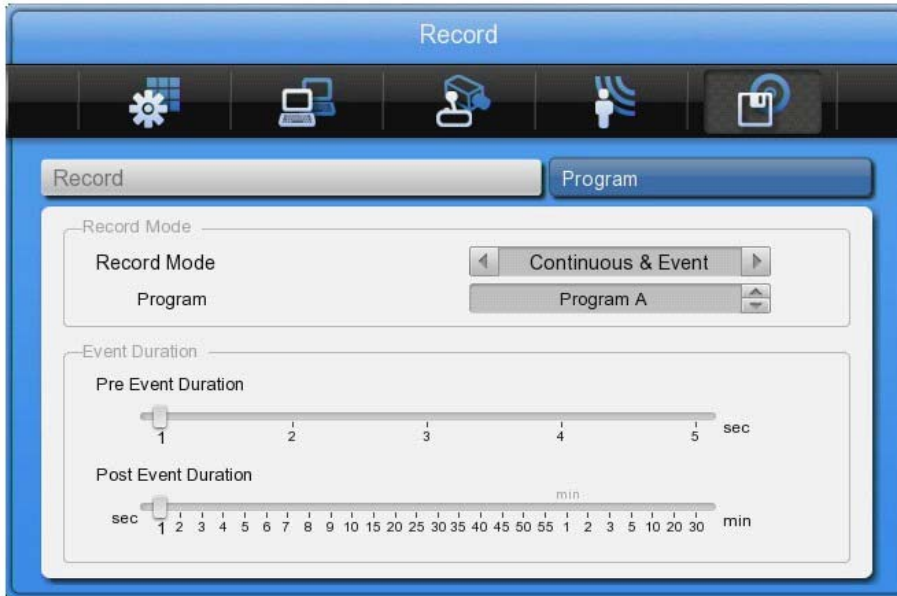 Record
Record Program
Record Mode
Record Mode Continuous & Event
Program Program A
Event Duration
Pre Event Duration
1 2 3 4 5 sec
Post Event Duration
min
sec 1 2 3 4 5 6 7 8 9 10 15 20 25 30 35 40 45 50 55 1 2 3 5 10 20 30 min